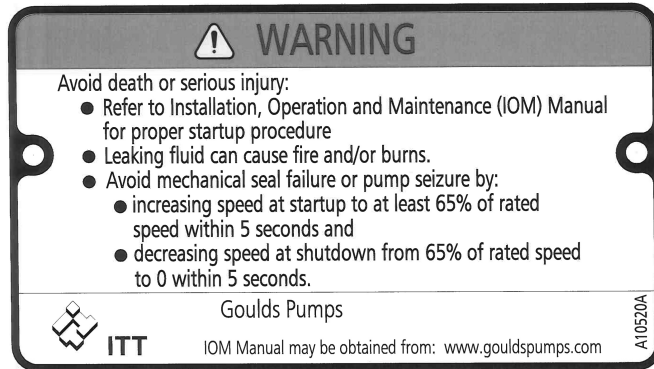 WARNING
Avoid death or serious injury:
● Refer to Installation, Operation and Maintenance (IOM) Manual
for proper startup procedure
● Leaking fluid can cause fire and/or burns.
● Avoid mechanical seal failure or pump seizure by:
● increasing speed at startup to at least 65% of rated
speed within 5 seconds and
● decreasing speed at shutdown from 65% of rated speed
to 0 within 5 seconds.
Goulds Pumps
ITT
IOM Manual may be obtained from: www.gouldspumps.com
A10520A